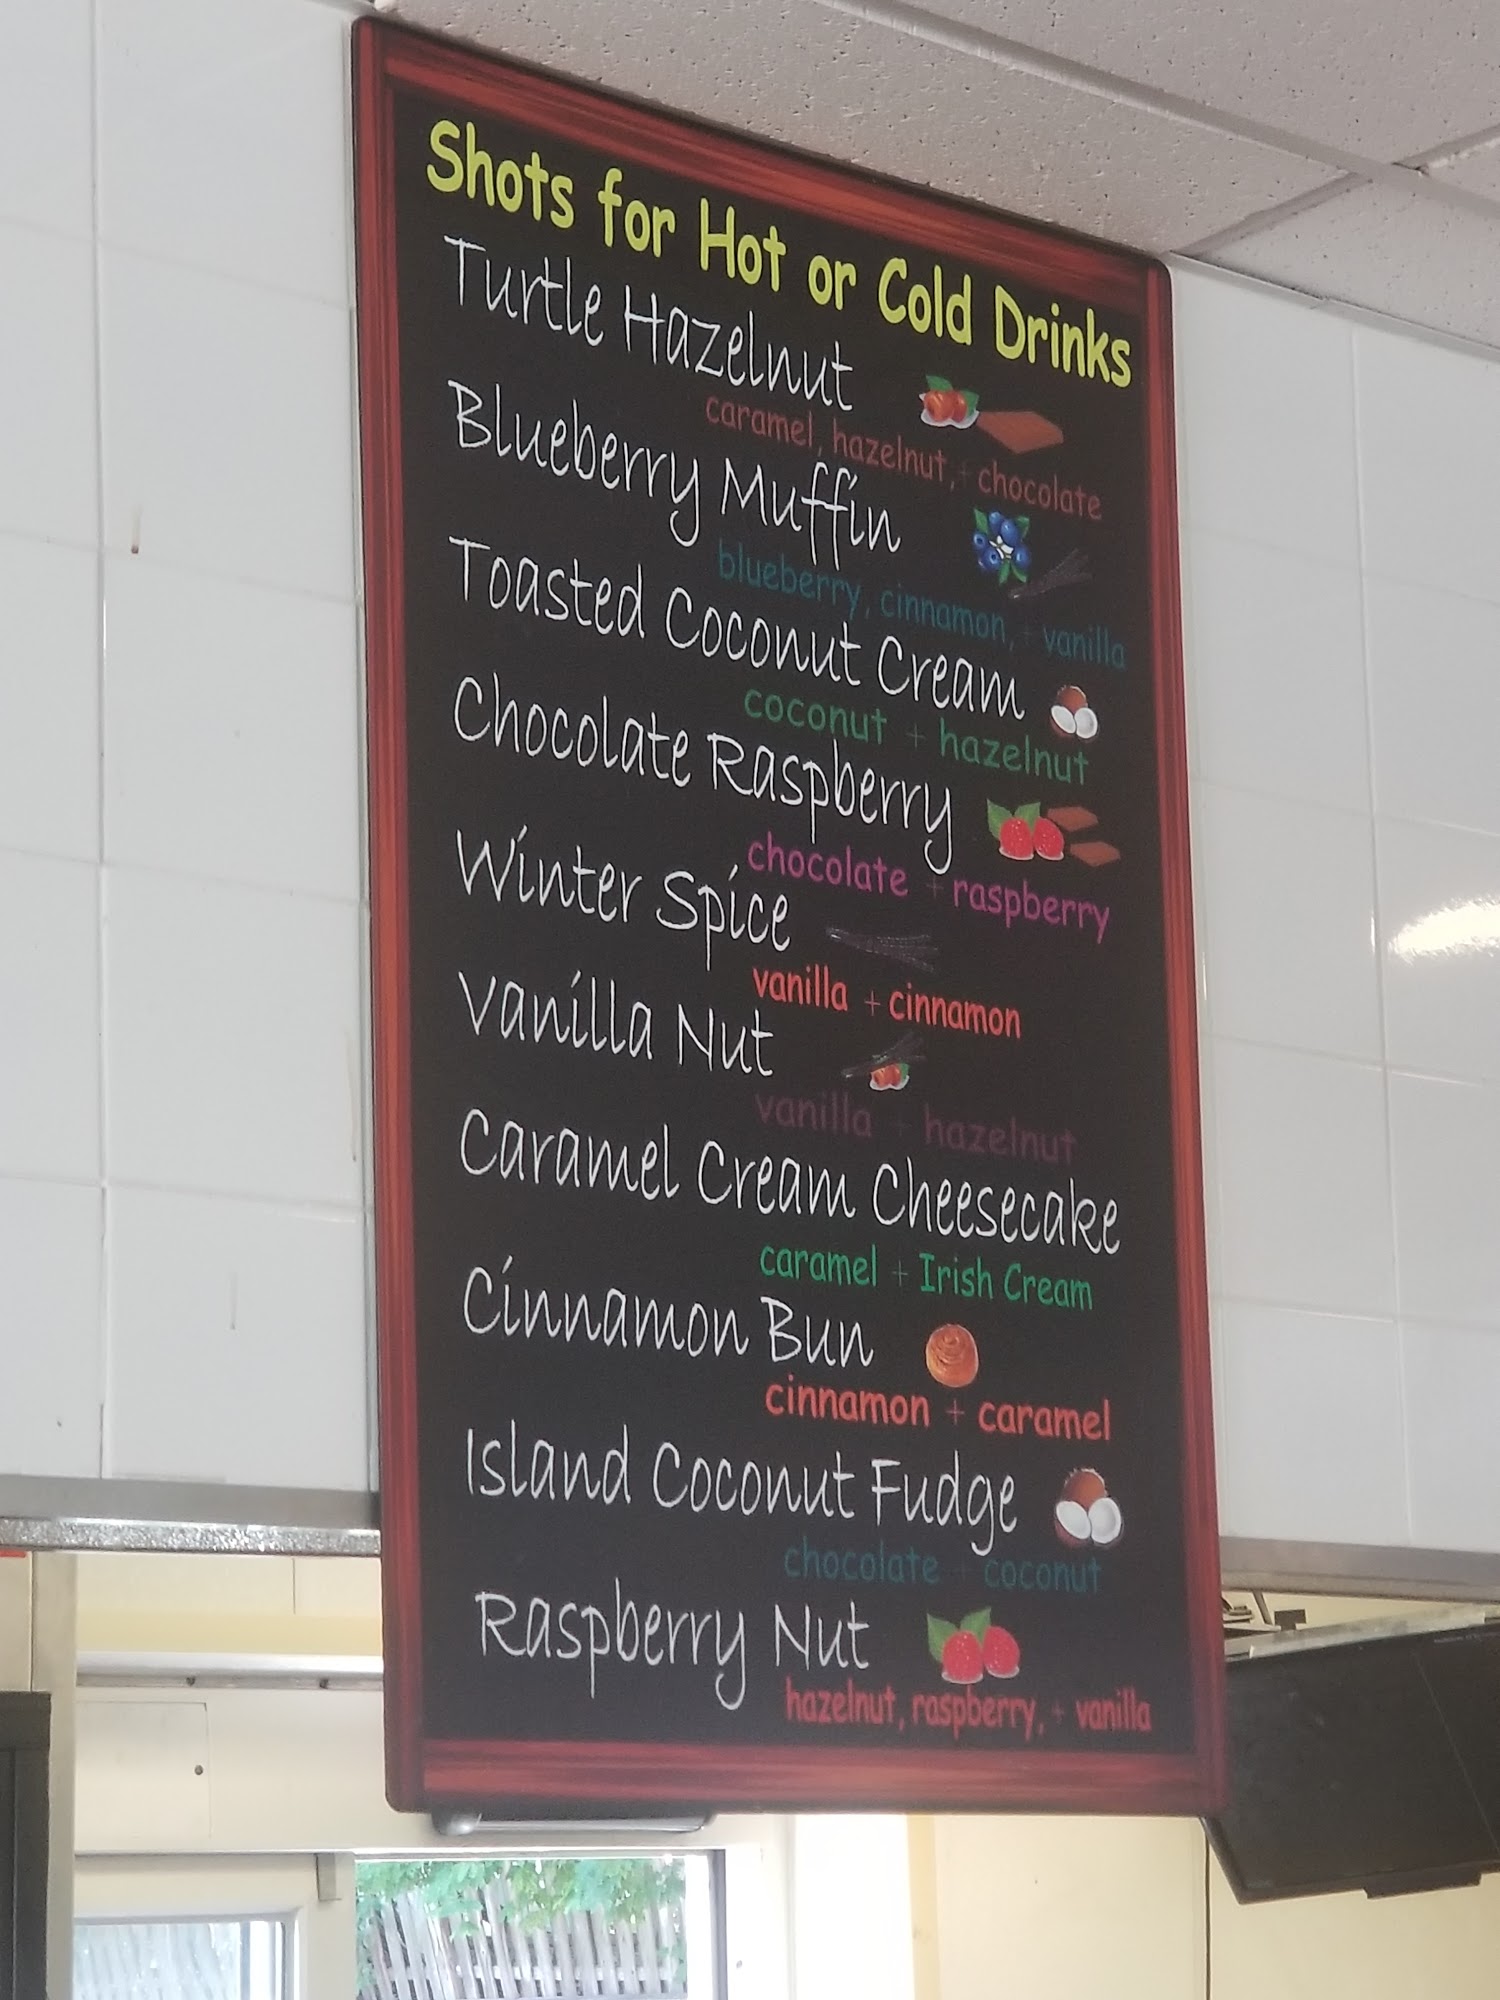 Shots for Hot or Cold Drinks
Turtle Hazelnut
caramel, hazelnut, + chocolate
Blueberry Muffin
blueberry, cinnamon, + vanilla
Toasted Coconut Cream
coconut + hazelnut
Chocolate Raspberry
chocolate + raspberry
Winter Spice
vanilla + cinnamon
Vanilla Nut
vanilla + hazelnut
Caramel Cream Cheesecake
caramel + Irish Cream
Cinnamon Bun
cinnamon + caramel
Island Coconut Fudge
chocolate + coconut
Raspberry Nut
hazelnut, raspberry, + vanilla